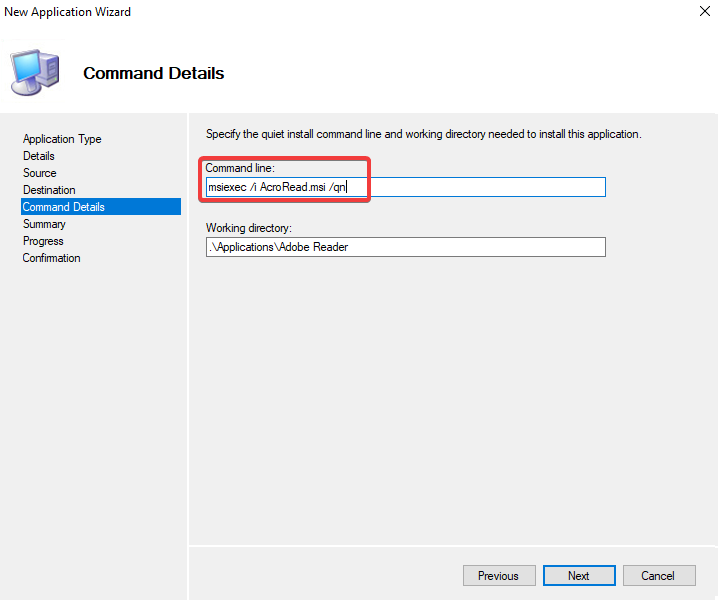 New Application Wizard
Command Details
Application Type
Details
Source
Destination
Command Details
Summary
Progress
Confirmation
Specify the quiet install command line and working directory needed to install this application.
Command line:
msiexec /i AcroRead.msi /qn
Working directory:
.\Applications\Adobe Reader
Previous
Next
Cancel